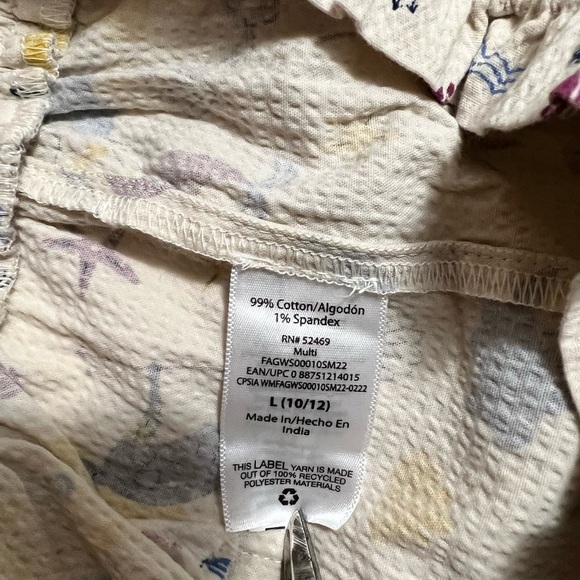 99% Cotton/Algodón
1% Spandex
RN# 52469
Multi
FAGWS00010SM22
EAN/UPC 0 88751214015
CPSIA WMFAGWS00010SM22-0222
L (10/12)
Made in/Hecho En
India
THIS LABEL YARN IS MADE
OUT OF 100% RECYCLED
POLYESTER MATERIALS